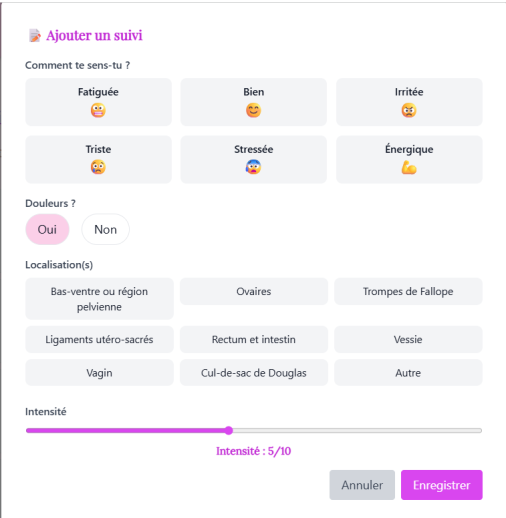 Ajouter un suivi
Comment te sens-tu ?
Fatiguée
Bien
Irritée
Triste
Stressée
Énergique
Douleurs ?
Oui
Non
Localisation(s)
Bas-ventre ou région
pelvienne
Ovaires
Trompes de Fallope
Ligaments utéro-sacrés
Rectum et intestin
Vessie
Vagin
Cul-de-sac de Douglas
Autre
Intensité
Intensité : 5/10
Annuler
Enregistrer